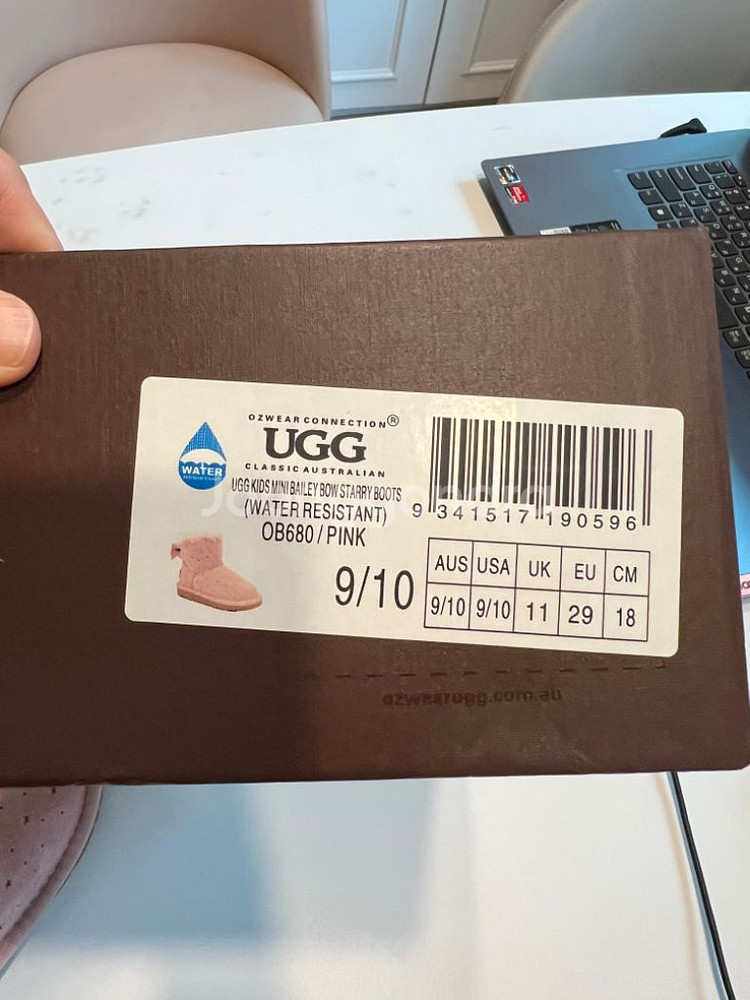 OZWEAR CONNECTION®
UGG
CLASSIC AUSTRALIAN
WATER
UGG KIDS MINI BAILEY BOW STARRY BOOTS
(WATER RESISTANT)
OB680 / PINK
9/10
9 341517 190596
AUS USA UK EU CM
9/10 9/10 11 29 18
ozwearugg.com.au